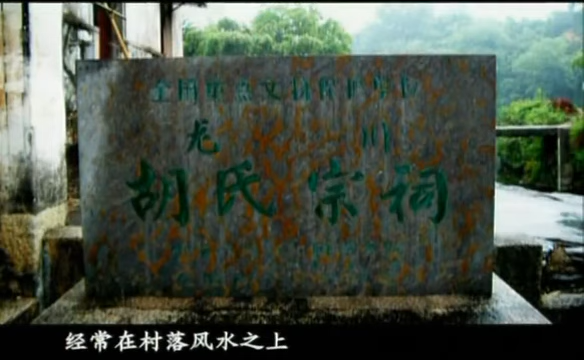 全国重点文物保护单位
龙川
胡氏宗祠
经常在村落风水之上